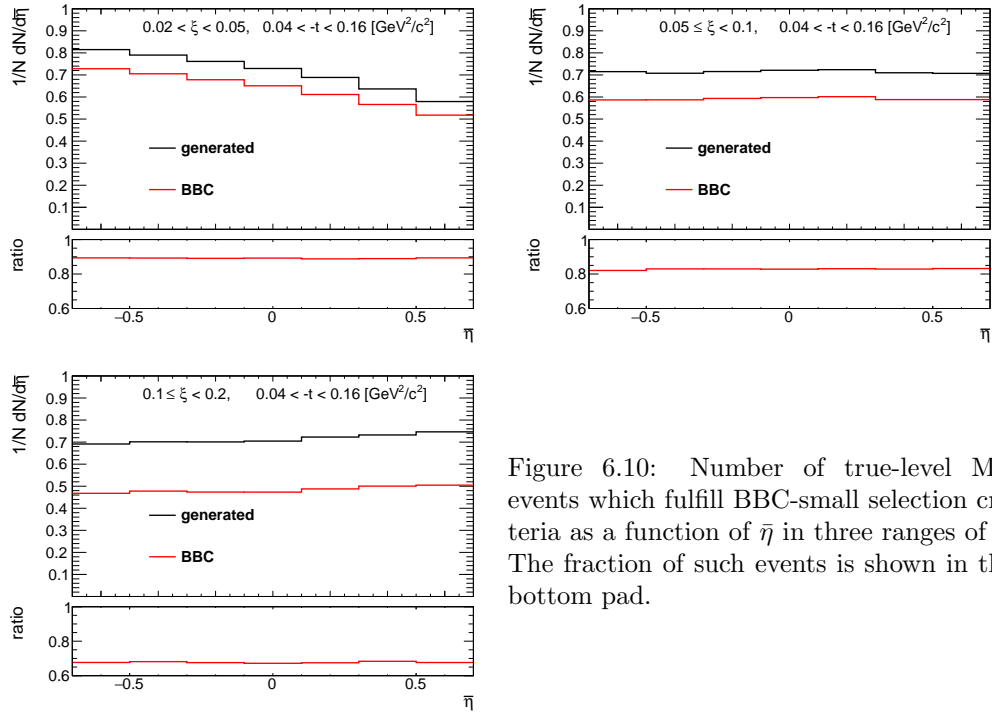 1/N dN/dη̄
0.02 < ξ < 0.05, 0.04 < -t < 0.16 [GeV²/c²]
1
0.9
0.8
0.7
0.6
0.5
0.4
0.3
0.2
0.1
generated
BBC
ratio
1
0.8
0.6
−0.5 0 0.5
η̄
1/N dN/dη̄
0.05 ≤ ξ < 0.1, 0.04 < -t < 0.16 [GeV²/c²]
1
0.9
0.8
0.7
0.6
0.5
0.4
0.3
0.2
0.1
generated
BBC
ratio
1
0.8
0.6
−0.5 0 0.5
η̄
1/N dN/dη̄
0.1 ≤ ξ < 0.2, 0.04 < -t < 0.16 [GeV²/c²]
1
0.9
0.8
0.7
0.6
0.5
0.4
0.3
0.2
0.1
generated
BBC
ratio
1
0.8
0.6
−0.5 0 0.5
η̄
Figure 6.10: Number of true-level M
events which fulfill BBC-small selection cr
teria as a function of η̄ in three ranges of
The fraction of such events is shown in th
bottom pad.